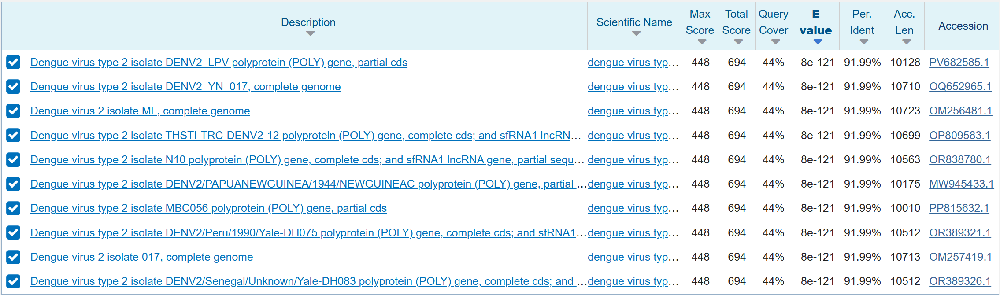 Description Scientific Name Max Score Total Score Query Cover E value Per. Ident Acc. Len Accession
Dengue virus type 2 isolate DENV2_LPV polyprotein (POLY) gene, partial cds dengue virus typ... 448 694 44% 8e-121 91.99% 10128 PV682585.1
Dengue virus type 2 isolate DENV2_YN_017, complete genome dengue virus typ... 448 694 44% 8e-121 91.99% 10710 OQ652965.1
Dengue virus 2 isolate ML, complete genome dengue virus typ... 448 694 44% 8e-121 91.99% 10723 OM256481.1
Dengue virus type 2 isolate THSTI-TRC-DENV2-12 polyprotein (POLY) gene, complete cds; and sfRNA1 lncRN... dengue virus typ... 448 694 44% 8e-121 91.99% 10699 OP809583.1
Dengue virus type 2 isolate N10 polyprotein (POLY) gene, complete cds; and sfRNA1 lncRNA gene, partial sequ... dengue virus typ... 448 694 44% 8e-121 91.99% 10563 OR838780.1
Dengue virus type 2 isolate DENV2/PAPUANEWGUINEA/1944/NEWGUINEAC polyprotein (POLY) gene, partial ... dengue virus typ... 448 694 44% 8e-121 91.99% 10175 MW945433.1
Dengue virus type 2 isolate MBC056 polyprotein (POLY) gene, partial cds dengue virus typ... 448 694 44% 8e-121 91.99% 10010 PP815632.1
Dengue virus type 2 isolate DENV2/Peru/1990/Yale-DH075 polyprotein (POLY) gene, complete cds; and sfRNA1... dengue virus typ... 448 694 44% 8e-121 91.99% 10512 OR389321.1
Dengue virus 2 isolate 017, complete genome dengue virus typ... 448 694 44% 8e-121 91.99% 10713 OM257419.1
Dengue virus type 2 isolate DENV2/Senegal/Unknown/Yale-DH083 polyprotein (POLY) gene, complete cds; and ... dengue virus typ... 448 694 44% 8e-121 91.99% 10512 OR389326.1